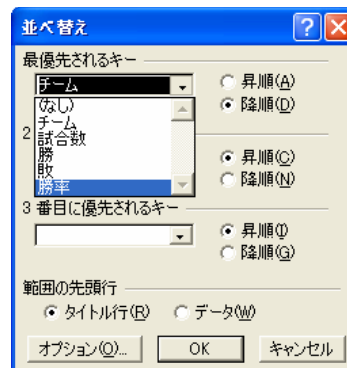 並べ替え
最優先されるキー
チーム
昇順(A)
降順(D)
(なし)
チーム
試合数
勝
敗
勝率
2
昇順(C)
降順(N)
3 番目に優先されるキー
昇順(I)
降順(G)
範囲の先頭行
タイトル行(R) データ(W)
オプション(O)... OK キャンセル